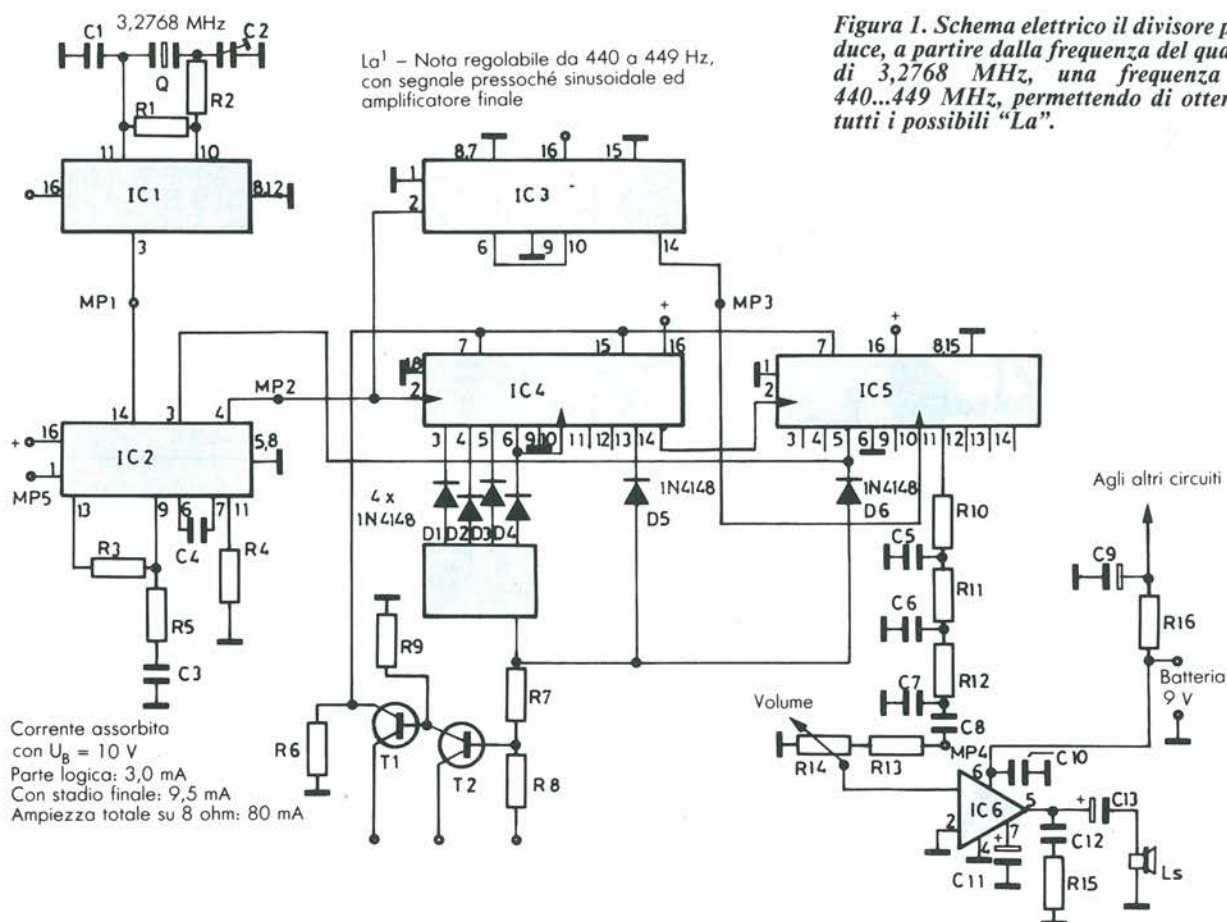 Figura 1. Schema elettrico il divisore p
duce, a partire dalla frequenza del qua
di 3,2768 MHz, una frequenza
440...449 MHz, permettendo di otter
tutti i possibili “La”.
La¹ – Nota regolabile da 440 a 449 Hz,
con segnale pressoché sinusoidale ed
amplificatore finale
3,2768 MHz
C1
C2
Q
R2
R1
11
10
16
IC1
8,12
3
MP1
8,7
16
15
1
IC3
2
6
9
10
14
MP3
14
3
4
MP2
+
16
IC2
5,8
1
MP5
13
9
6
7
11
C4
R3
R4
R5
C3
7
15
+
16
IC4
2
3
4
5
6
9
10
11
12
13
14
4 x
1N4148
D1
D2
D3
D4
1N4148
D5
+
7
16
8,15
1
IC5
2
3
4
5
6
9
10
11
12
13
14
1N4148
D6
R10
C5
R11
C6
R12
C7
C8
MP4
Agli altri circuiti
C9
R16
Batteria
9 V
R9
R7
R6
T1
T2
R8
Volume
R14
R13
6
C10
IC6
5
2
4
7
+
C11
+
C13
C12
R15
Ls
Corrente assorbita
con UB = 10 V
Parte logica: 3,0 mA
Con stadio finale: 9,5 mA
Ampiezza totale su 8 ohm: 80 mA